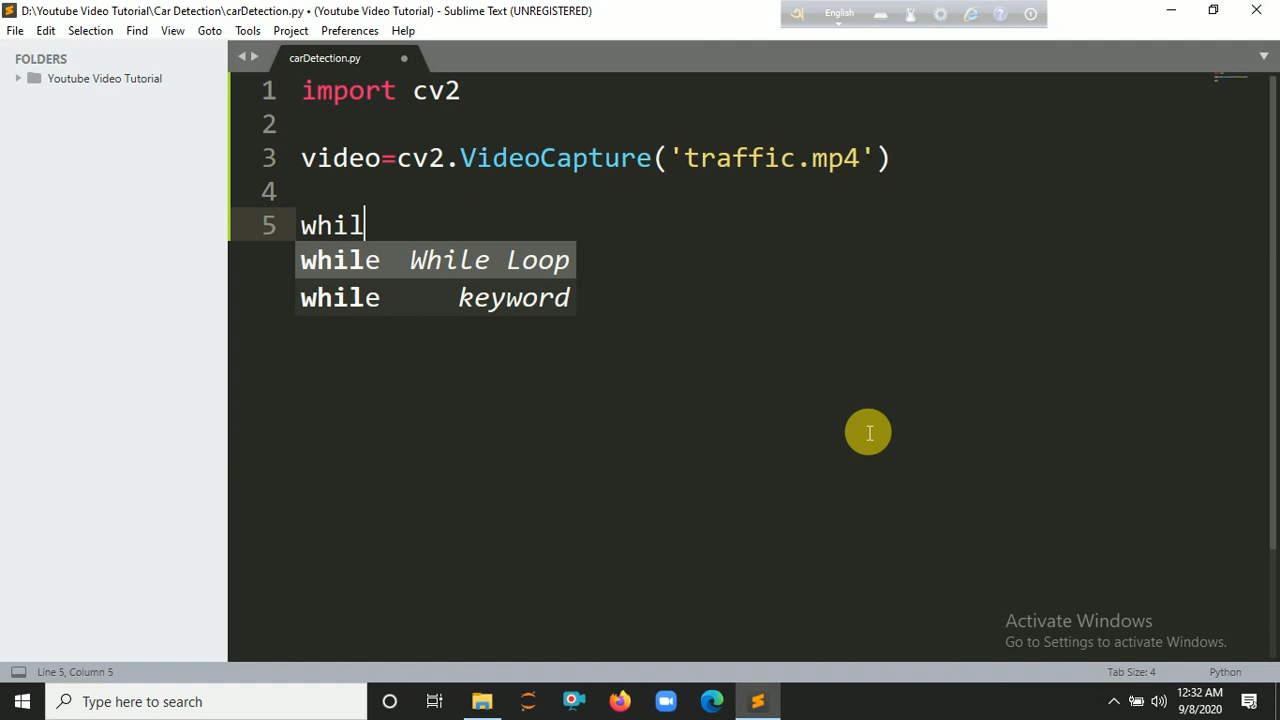 D:\Youtube Video Tutorial\Car Detection\carDetection.py • (Youtube Video Tutorial) - Sublime Text (UNREGISTERED)
English
File Edit Selection Find View Goto Tools Project Preferences Help
FOLDERS
Youtube Video Tutorial
carDetection.py
1 import cv2
2
3 video=cv2.VideoCapture('traffic.mp4')
4
5 whil
while While Loop
while keyword
Activate Windows
Go to Settings to activate Windows.
Line 5, Column 5
Tab Size: 4
Python
Type here to search
12:32 AM
9/8/2020